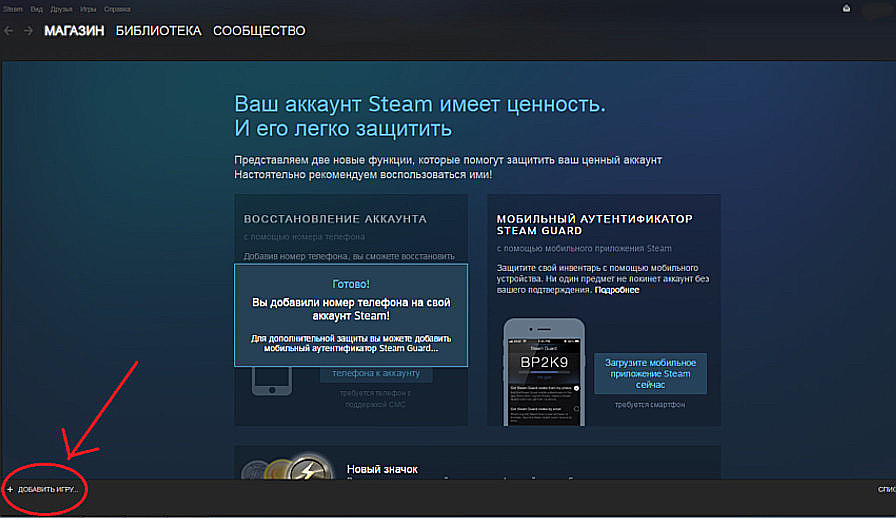 Steam Вид Друзья Игры Справка
МАГАЗИН БИБЛИОТЕКА СООБЩЕСТВО
Ваш аккаунт Steam имеет ценность.
И его легко защитить
Представляем две новые функции, которые помогут защитить ваш ценный аккаунт
Настоятельно рекомендуем воспользоваться ими!
ВОССТАНОВЛЕНИЕ АККАУНТА
с помощью номера телефона
Добавив номер телефона, вы сможете восстановить
Готово!
Вы добавили номер телефона на свой
аккаунт Steam!
Для дополнительной защиты вы можете добавить
мобильный аутентификатор Steam Guard...
телефона к аккаунту
требуется телефон с
поддержкой СМС
МОБИЛЬНЫЙ АУТЕНТИФИКАТОР
STEAM GUARD
с помощью мобильного приложения Steam
Защитите свой инвентарь с помощью мобильного
устройства. Ни один предмет не покинет аккаунт без
вашего подтверждения. Подробнее
Steam Guard
BP2K9
Загрузите мобильное
приложение Steam
сейчас
требуется смартфон
Новый значок
+ ДОБАВИТЬ ИГРУ...
СПИС